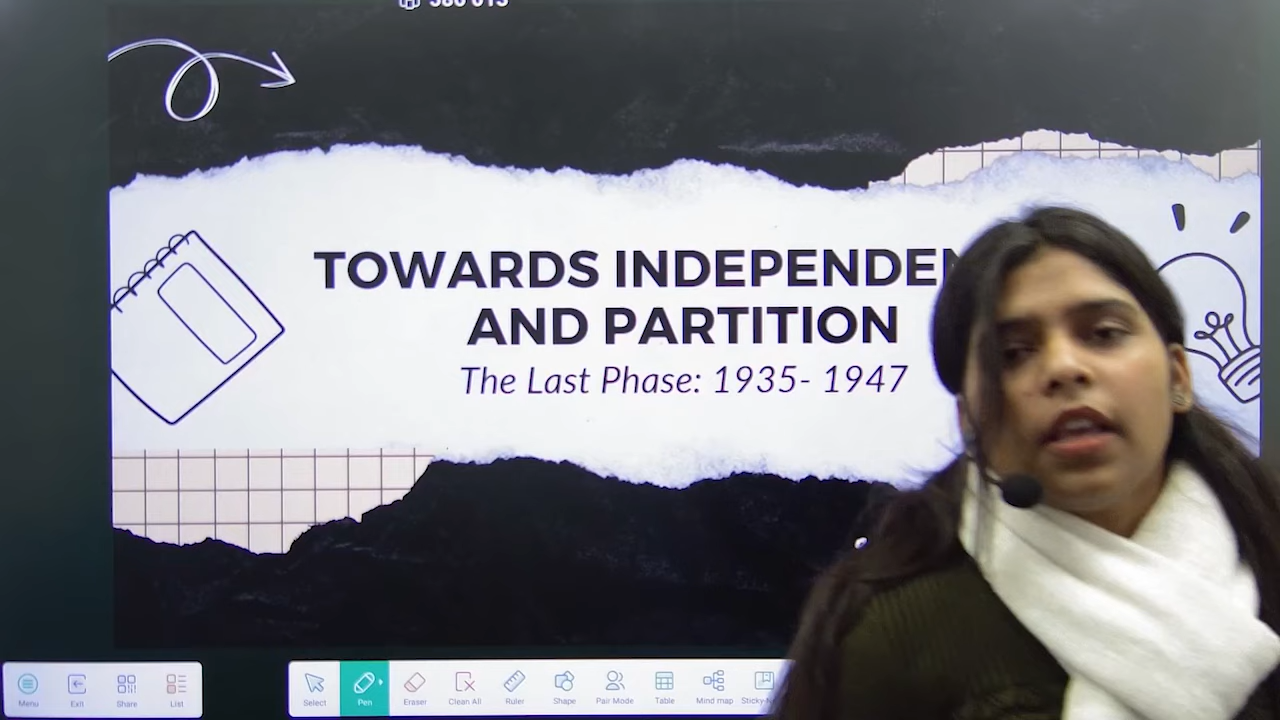 TOWARDS INDEPENDEN
AND PARTITION
The Last Phase: 1935- 1947
Menu
Exit
Share
List
Select
Pen
Eraser
Clean All
Ruler
Shape
Pair Mode
Table
Mind map
Sticky-N